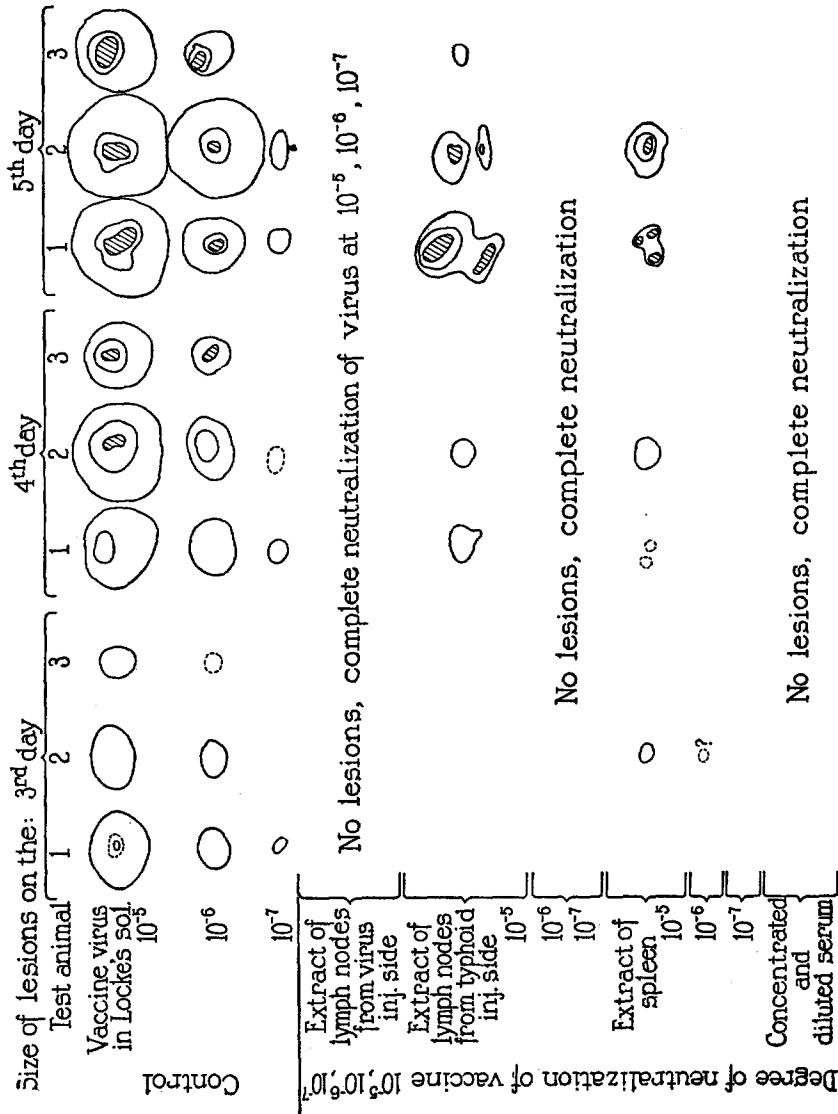 Size of lesions on the: 3rd day 4th day 5th day
Test animal 1 2 3 1 2 3 1 2 3
Control
Vaccine virus
in Locke's sol.
10⁻⁵
10⁻⁶
10⁻⁷
Degree of neutralization of vaccine 10⁻⁵,10⁻⁶,10⁻⁷
Extract of
lymph nodes
from virus
inj. side
No lesions, complete neutralization of virus at 10⁻⁵, 10⁻⁶, 10⁻⁷
Extract of
lymph nodes
from typhoid
inj. side 10⁻⁵
10⁻⁶
10⁻⁷
No lesions, complete neutralization
Extract of
spleen
10⁻⁵
10⁻⁶
?
10⁻⁷
Concentrated
and
diluted serum
No lesions, complete neutralization